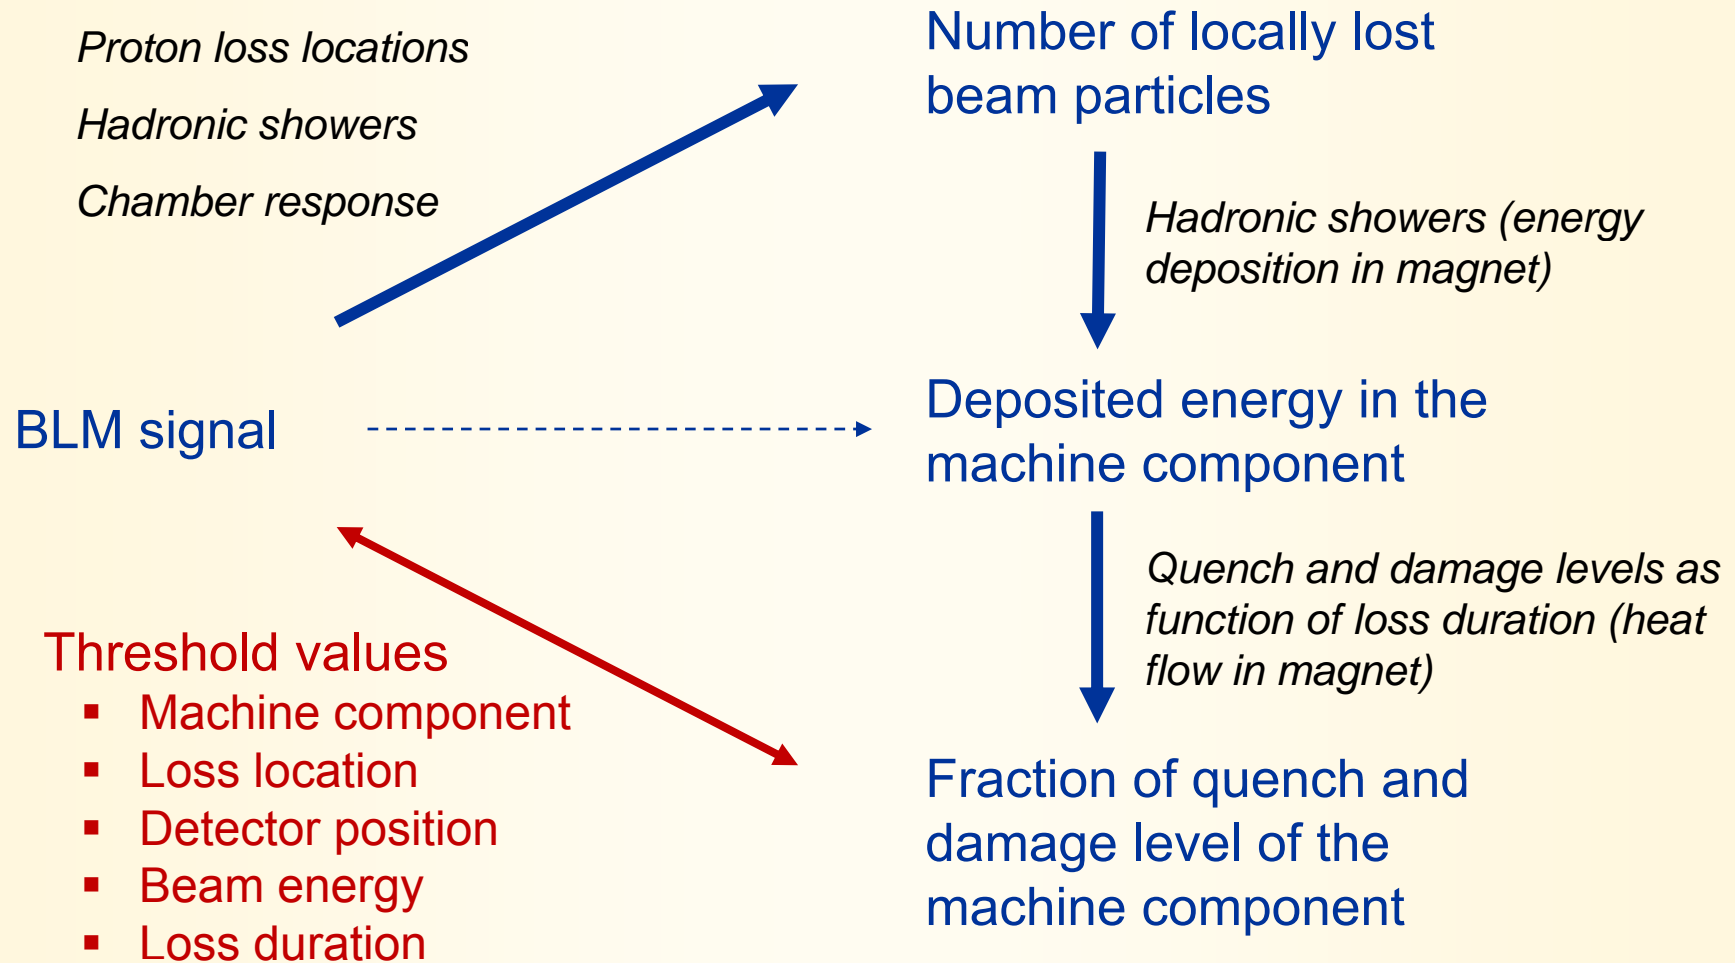 Proton loss locations
Hadronic showers
Chamber response
Number of locally lost
beam particles
Hadronic showers (energy
deposition in magnet)
BLM signal
Deposited energy in the
machine component
Quench and damage levels as
function of loss duration (heat
flow in magnet)
Threshold values
▪ Machine component
▪ Loss location
▪ Detector position
▪ Beam energy
▪ Loss duration
Fraction of quench and
damage level of the
machine component